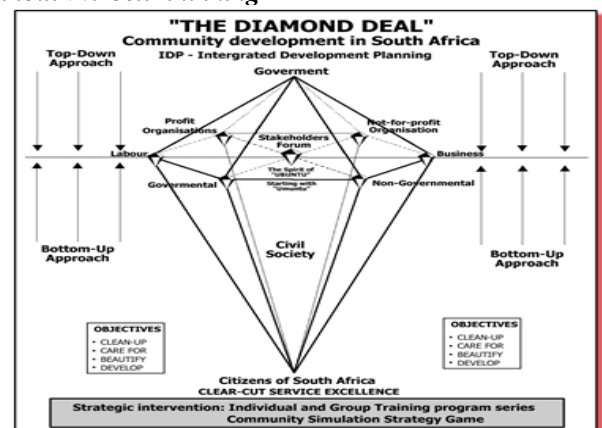 "THE DIAMOND DEAL"
Community development in South Africa
IDP - Intergrated Development Planning
Top-Down
Approach
Goverment
Top-Down
Approach
Profit
Organisations
Not-for-profit
Organisation
Stakeholders
Forum
Labour
Business
The Spirit of
"UBUNTU"
Govermental
Starting with
"Umuntu"
Non-Governmental
Bottom-Up
Approach
Civil
Society
Bottom-Up
Approach
OBJECTIVES
• CLEAN-UP
• CARE FOR
• BEAUTIFY
• DEVELOP
OBJECTIVES
• CLEAN-UP
• CARE FOR
• BEAUTIFY
• DEVELOP
Citizens of South Africa
CLEAR-CUT SERVICE EXCELLENCE
Strategic intervention: Individual and Group Training program series
Community Simulation Strategy Game